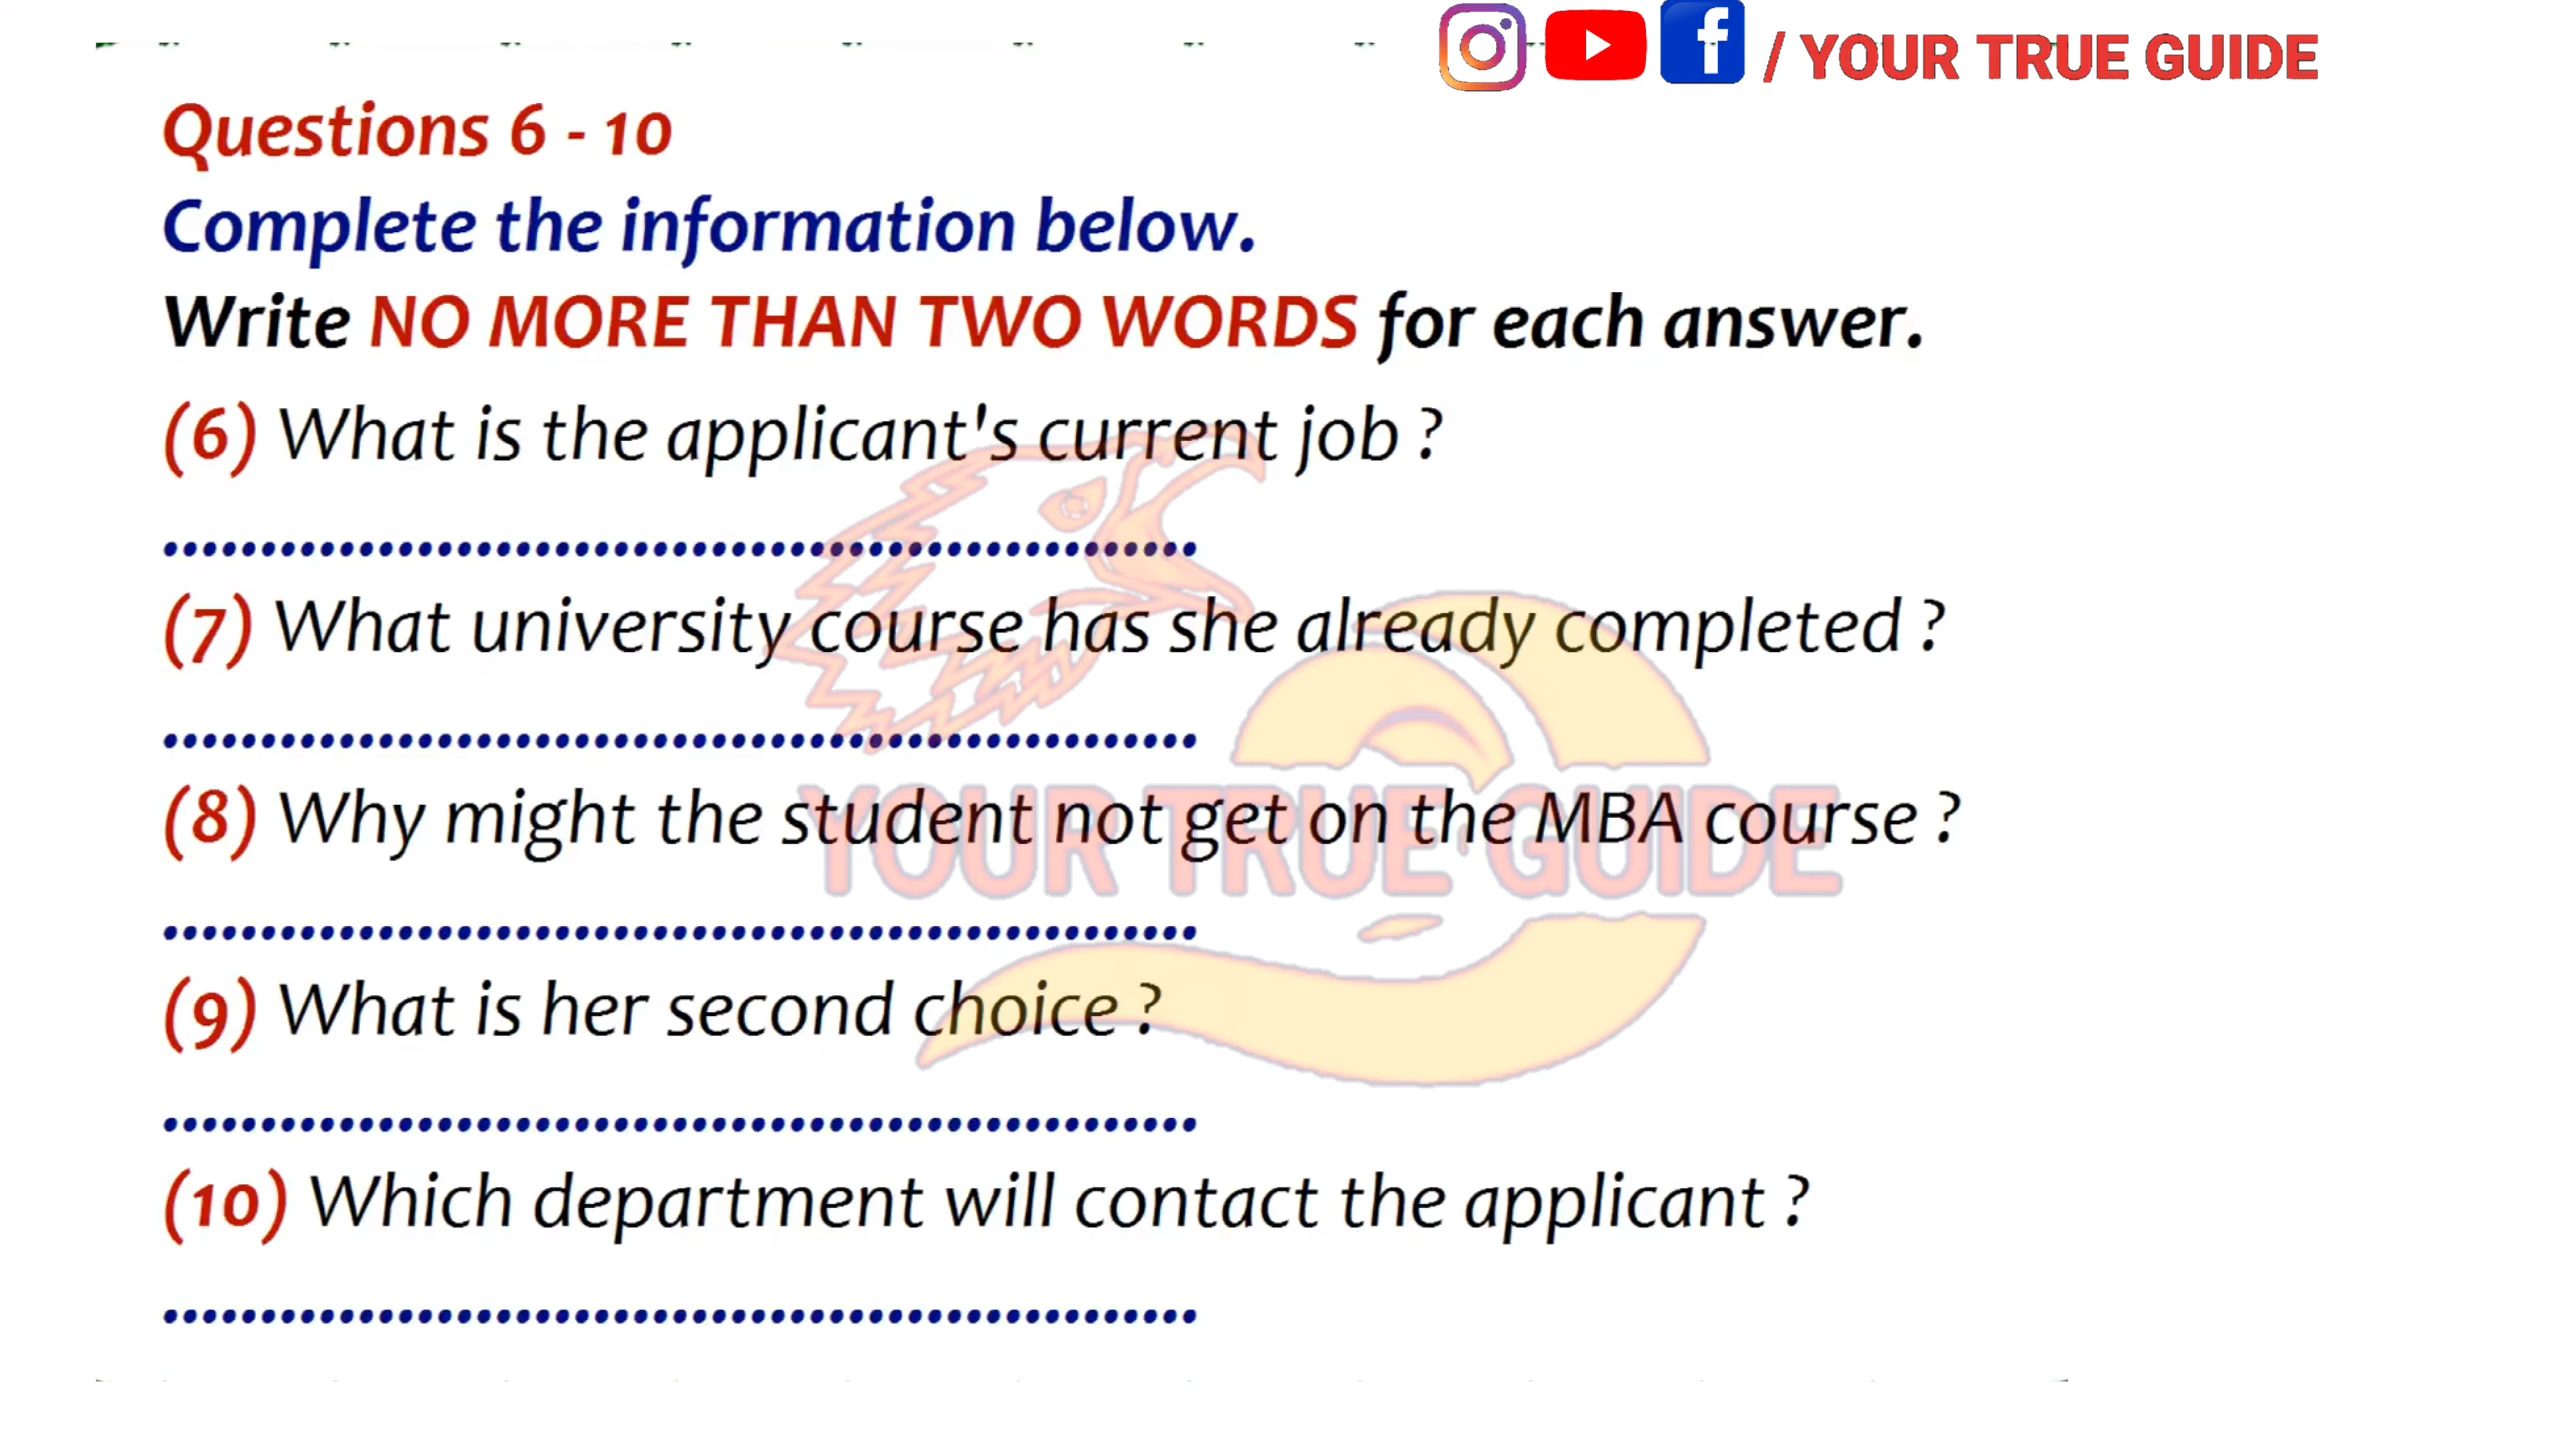 / YOUR TRUE GUIDE
Questions 6 - 10
Complete the information below.
Write NO MORE THAN TWO WORDS for each answer.
(6) What is the applicant's current job ?
......................................................
(7) What university course has she already completed ?
......................................................
(8) Why might the student not get on the MBA course ?
YOUR TRUE GUIDE
......................................................
(9) What is her second choice ?
......................................................
(10) Which department will contact the applicant ?
......................................................